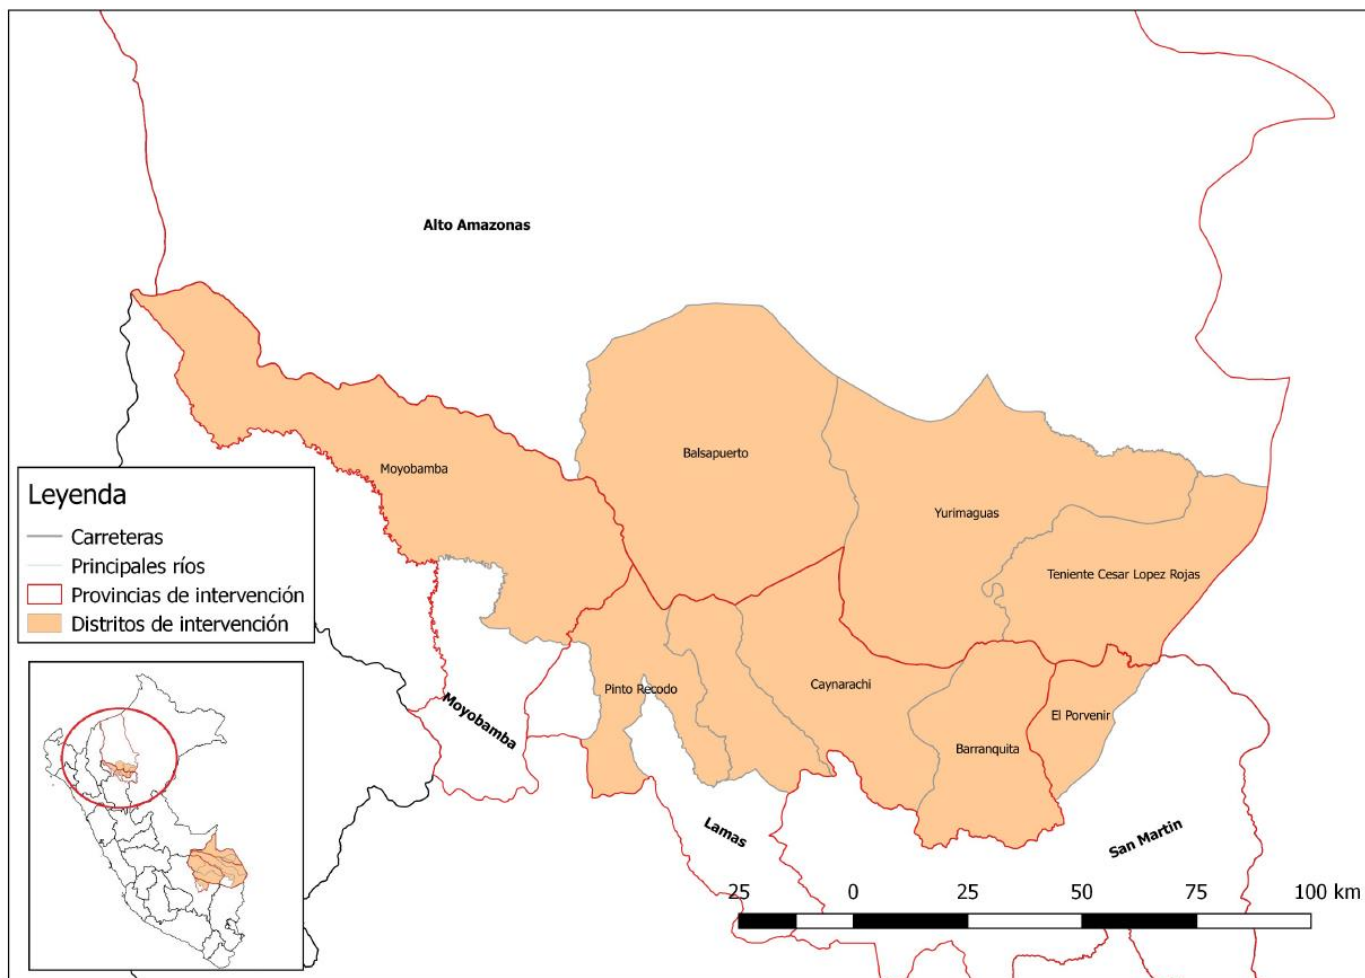 Alto Amazonas
Balsapuerto
Moyobamba
Yurimaguas
Teniente Cesar Lopez Rojas
Leyenda
Carreteras
Principales ríos
Provincias de intervención
Distritos de intervención
Pinto Recodo
Caynarachi
Moyobamba
El Porvenir
Barranquita
Lamas
San Martin
25 0 25 50 75 100 km